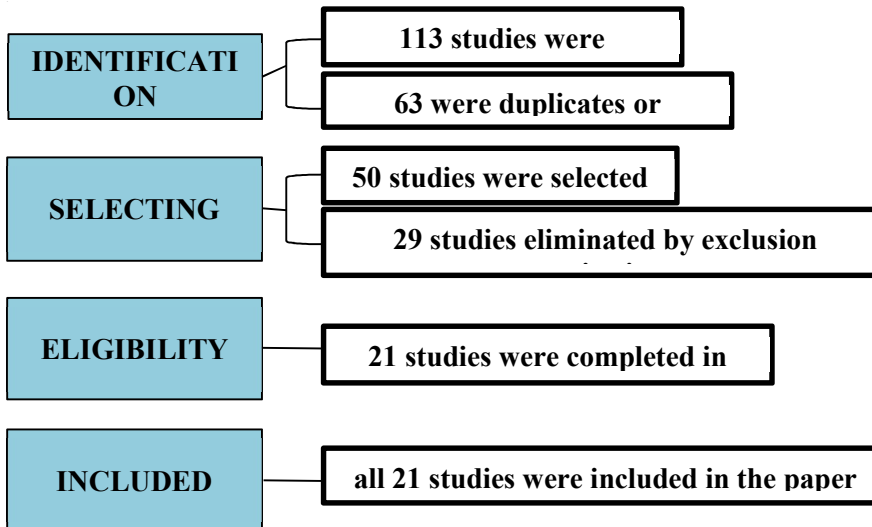 IDENTIFICATI
ON
113 studies were
63 were duplicates or
SELECTING
50 studies were selected
29 studies eliminated by exclusion
ELIGIBILITY
21 studies were completed in
INCLUDED
all 21 studies were included in the paper